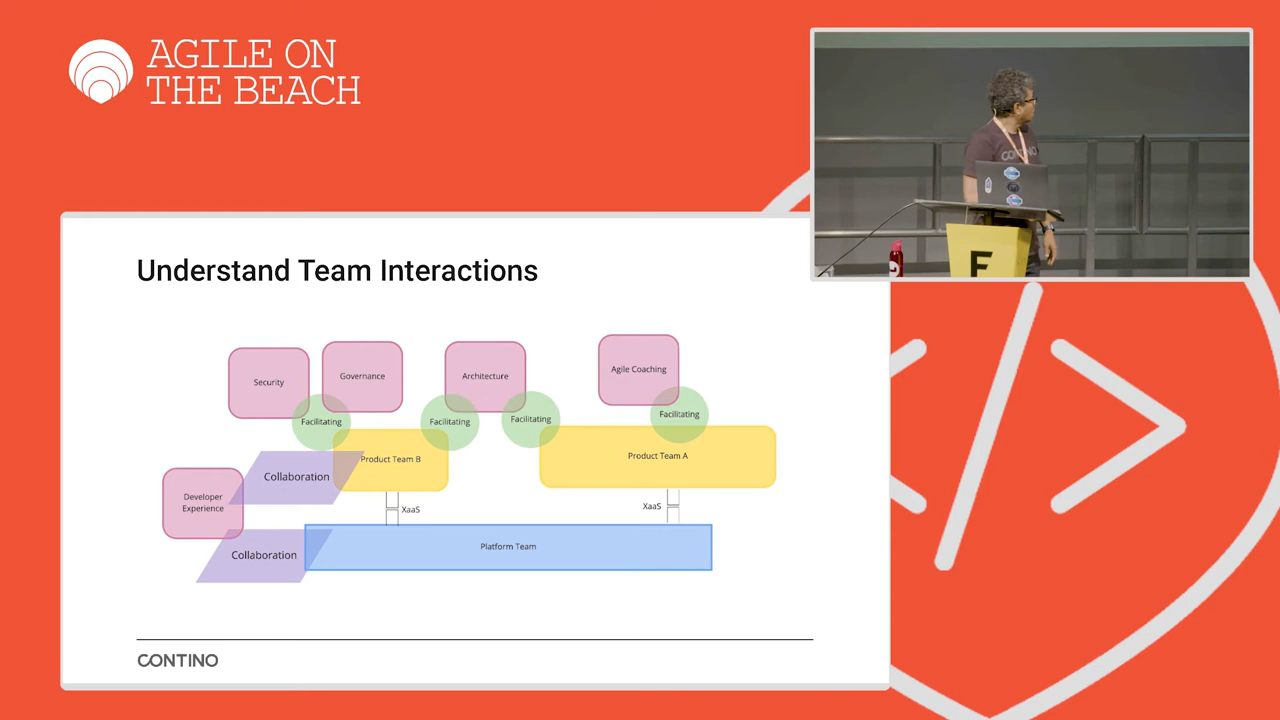 AGILE ON
THE BEACH
CONTINO
F
Understand Team Interactions
Security
Governance
Architecture
Agile Coaching
Facilitating
Facilitating
Facilitating
Facilitating
Product Team B
Product Team A
Collaboration
Developer
Experience
XaaS
XaaS
Collaboration
Platform Team
CONTINO